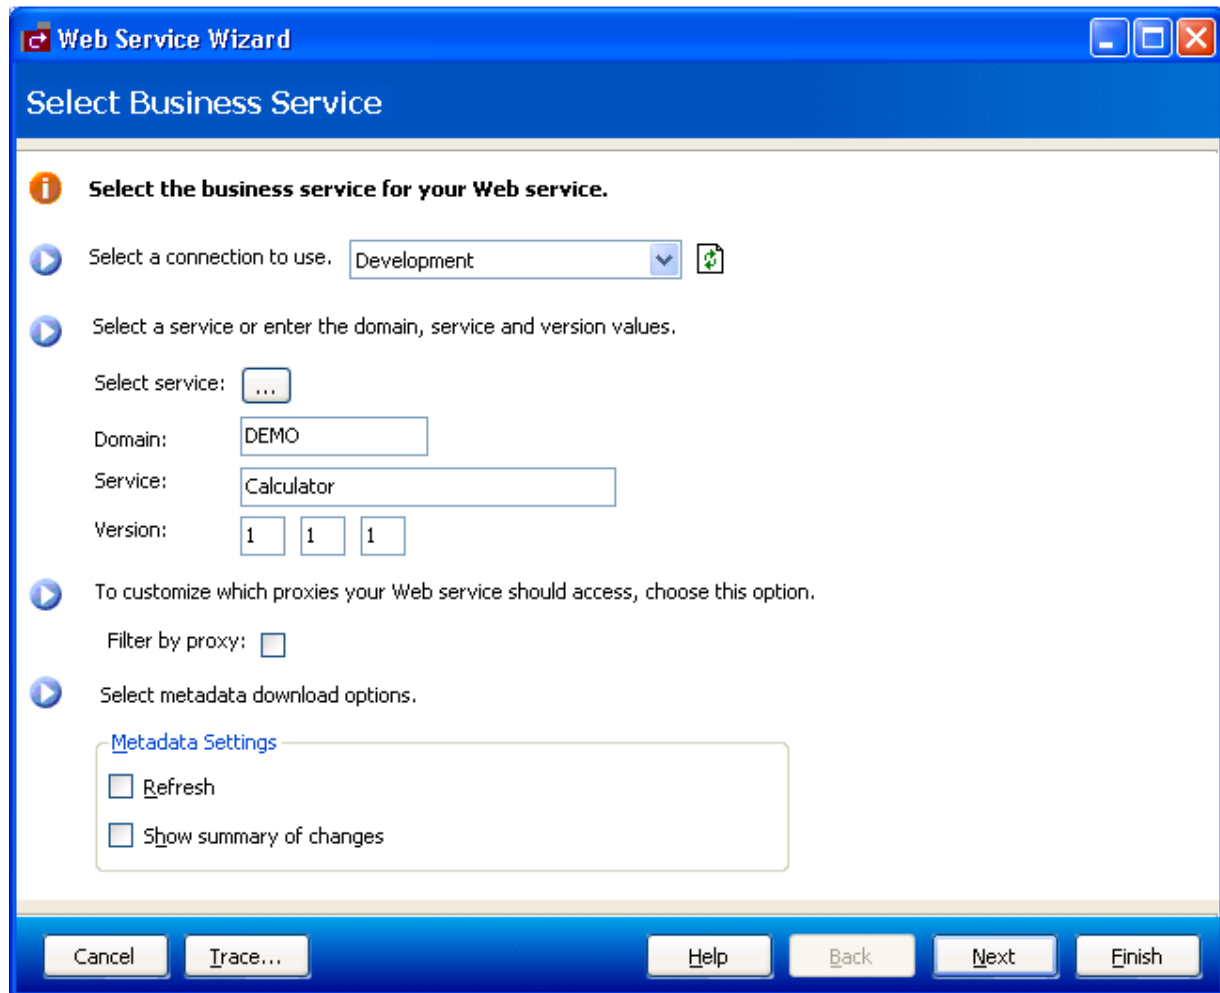 Web Service Wizard
Select Business Service
Select the business service for your Web service.
Select a connection to use. Development
Select a service or enter the domain, service and version values.
Select service: ...
Domain: DEMO
Service: Calculator
Version: 1 1 1
To customize which proxies your Web service should access, choose this option.
Filter by proxy:
Select metadata download options.
Metadata Settings
Refresh
Show summary of changes
Cancel Trace... Help Back Next Finish